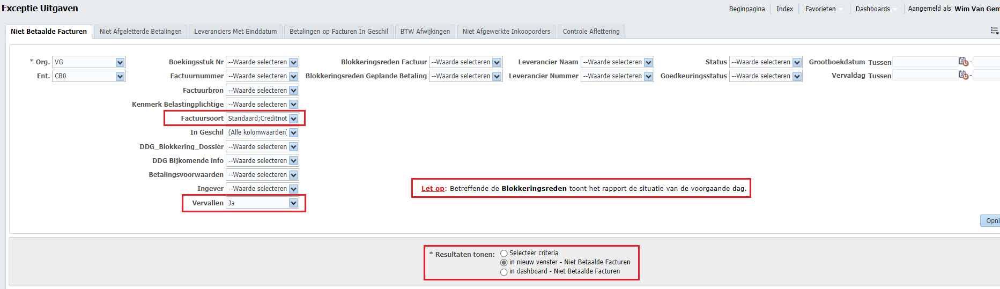 Exceptie Uitgaven
Beginpagina Index Favorieten Dashboards Aangemeld als Wim Van Gem
Niet Betaalde Facturen Niet Afgeletterde Betalingen Leveranciers Met Einddatum Betalingen op Facturen In Geschil BTW Afwijkingen Niet Afgewerkte Inkooporders Controle Aflettering
* Org. VG Boekingsstuk Nr --Waarde selecteren Blokkeringsreden Factuur --Waarde selecteren Leverancier Naam --Waarde selecteren Status --Waarde selecteren Grootboekdatum Tussen -
Ent. CB0 Factuurnummer --Waarde selecteren Blokkeringsreden Geplande Betaling --Waarde selecteren Leverancier Nummer --Waarde selecteren Goedkeuringsstatus --Waarde selecteren Vervaldag Tussen -
Factuurbron --Waarde selecteren
Kenmerk Belastingplichtige --Waarde selecteren
Factuursoort Standaard;Creditnot
In Geschil (Alle kolomwaarden)
DDG_Blokkering_Dossier --Waarde selecteren
DDG Bijkomende info --Waarde selecteren
Betalingsvoorwaarden --Waarde selecteren
Ingever --Waarde selecteren
Let op: Betreffende de Blokkeringsreden toont het rapport de situatie van de voorgaande dag.
Vervallen Ja
Opni
* Resultaten tonen: Selecteer criteria
in nieuw venster - Niet Betaalde Facturen
in dashboard - Niet Betaalde Facturen